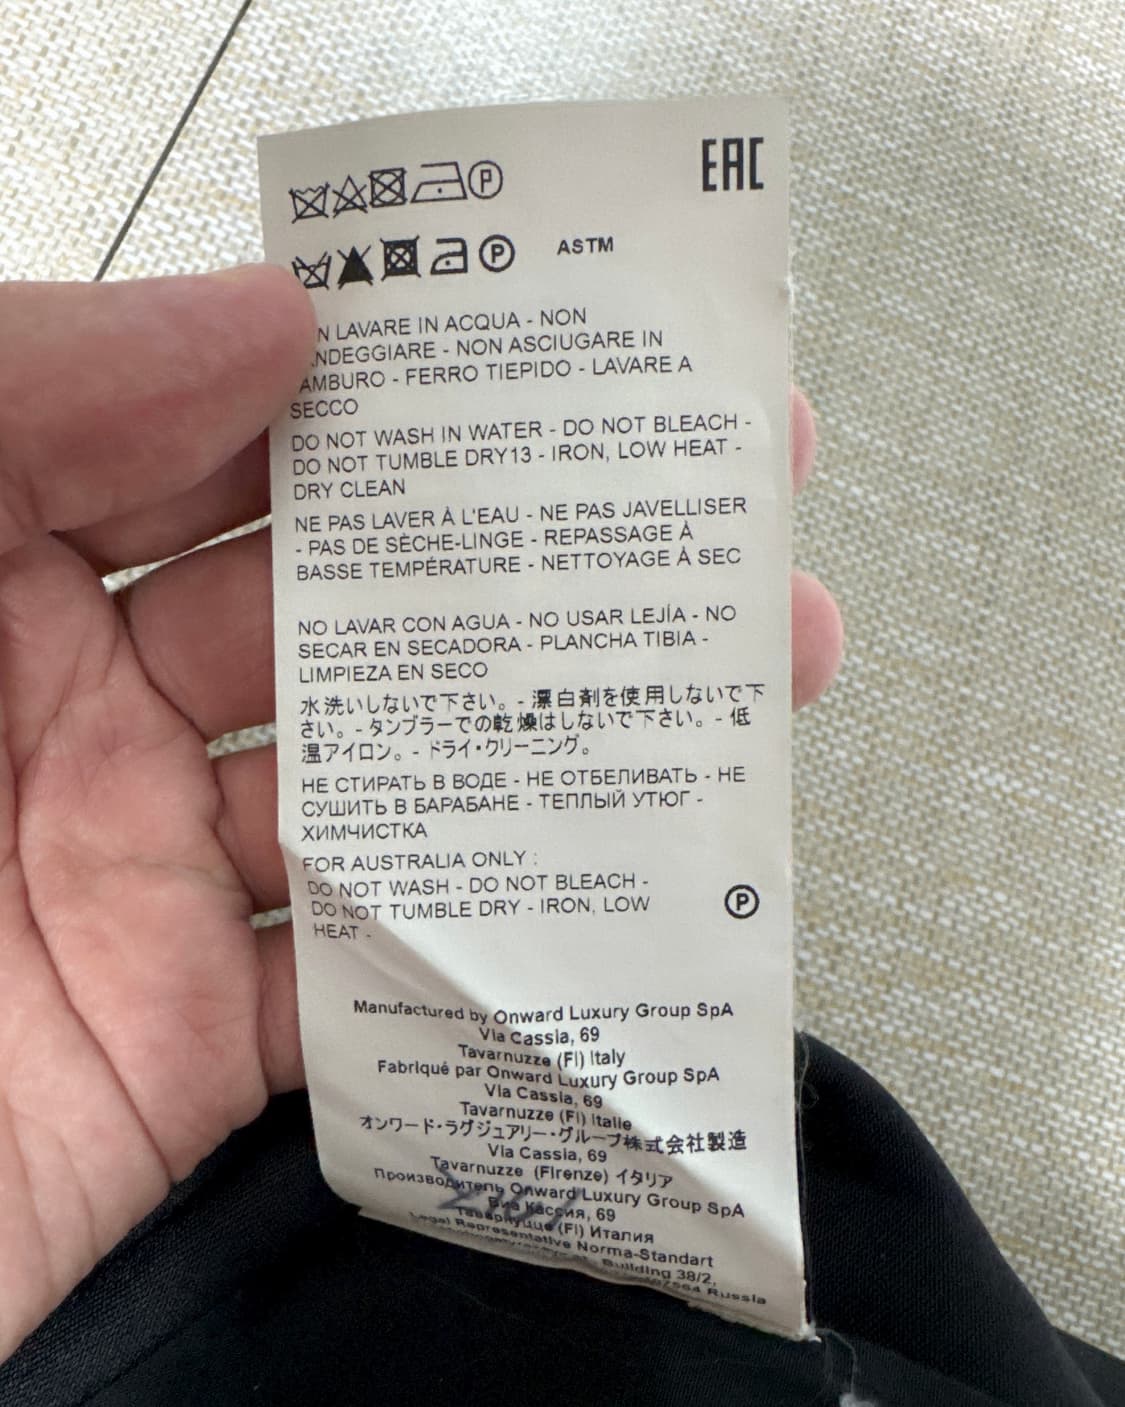 EAC
P
P ASTM
N LAVARE IN ACQUA - NON
NDEGGIARE - NON ASCIUGARE IN
AMBURO - FERRO TIEPIDO - LAVARE A
SECCO
DO NOT WASH IN WATER - DO NOT BLEACH -
DO NOT TUMBLE DRY13 - IRON, LOW HEAT -
DRY CLEAN
NE PAS LAVER À L'EAU - NE PAS JAVELLISER
- PAS DE SÈCHE-LINGE - REPASSAGE À
BASSE TEMPÉRATURE - NETTOYAGE À SEC
NO LAVAR CON AGUA - NO USAR LEJÍA - NO
SECAR EN SECADORA - PLANCHA TIBIA -
LIMPIEZA EN SECO
水洗いしないで下さい。- 漂白剤を使用しないで下
さい。- タンブラーでの乾燥はしないで下さい。- 低
温アイロン。- ドライ・クリーニング。
НЕ СТИРАТЬ В ВОДЕ - НЕ ОТБЕЛИВАТЬ - НЕ
СУШИТЬ В БАРАБАНЕ - ТЕПЛЫЙ УТЮГ -
ХИМЧИСТКА
FOR AUSTRALIA ONLY :
DO NOT WASH - DO NOT BLEACH -
DO NOT TUMBLE DRY - IRON, LOW
HEAT -
P
Manufactured by Onward Luxury Group SpA
Via Cassia, 69
Tavarnuzze (FI) Italy
Fabriqué par Onward Luxury Group SpA
Via Cassia, 69
Tavarnuzze (FI) Italie
オンワード・ラグジュアリー・グループ株式会社製造
Via Cassia, 69
Tavarnuzze (Firenze) イタリア
Производитель Onward Luxury Group SpA
Виа Кассия, 69
Тавернуцце (FI) Италия
Legal Representative Norma-Standart
Building 38/2,
Russia